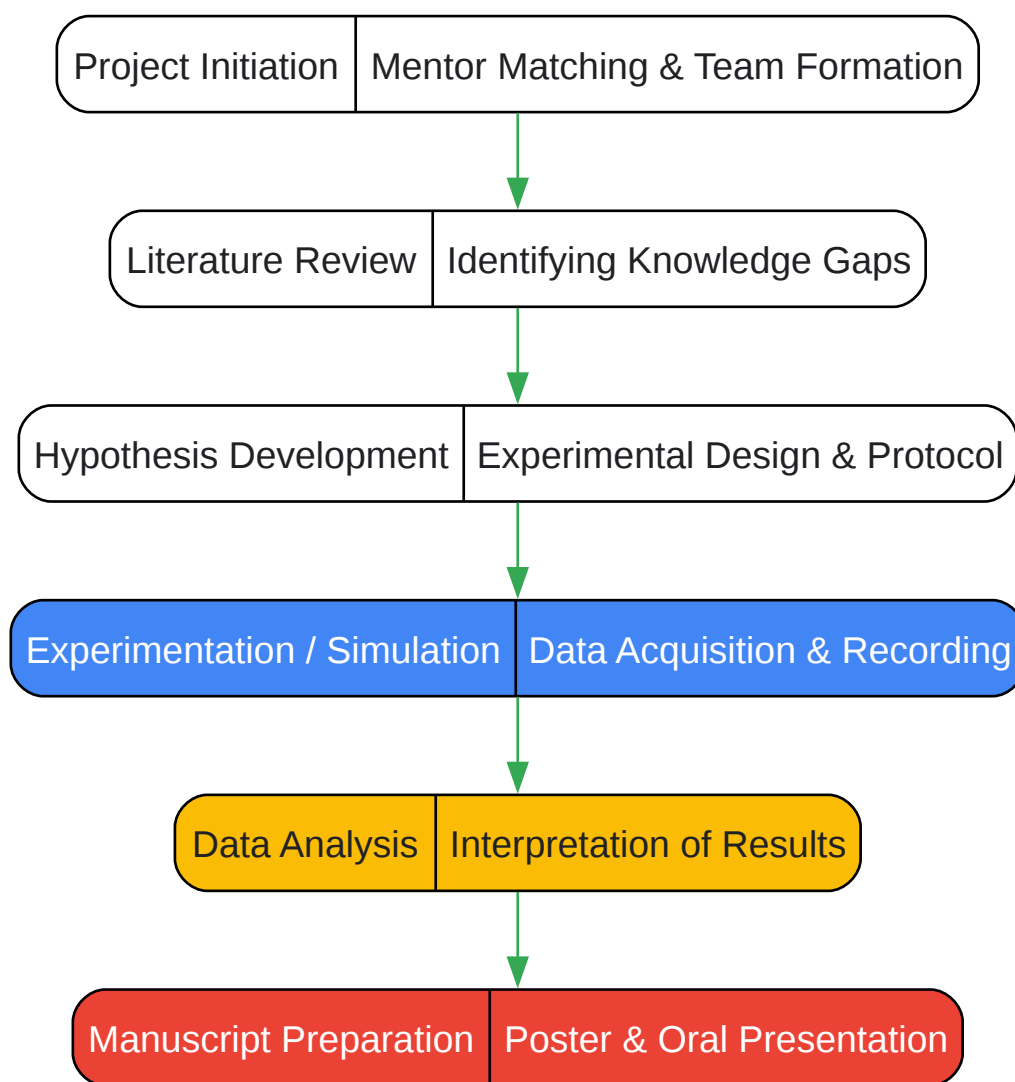 Project Initiation Mentor Matching & Team Formation
Literature Review Identifying Knowledge Gaps
Hypothesis Development Experimental Design & Protocol
Experimentation / Simulation Data Acquisition & Recording
Data Analysis Interpretation of Results
Manuscript Preparation Poster & Oral Presentation